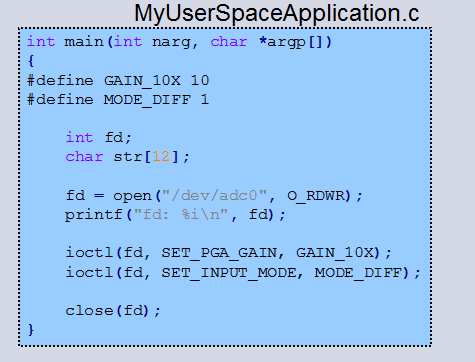 MyUserSpaceApplication.c
int main(int narg, char *argp[])
{
#define GAIN_10X 10
#define MODE_DIFF 1
int fd;
char str[12];
fd = open("/dev/adc0", O_RDWR);
printf("fd: %i\n", fd);
ioctl(fd, SET_PGA_GAIN, GAIN_10X);
ioctl(fd, SET_INPUT_MODE, MODE_DIFF);
close(fd);
}